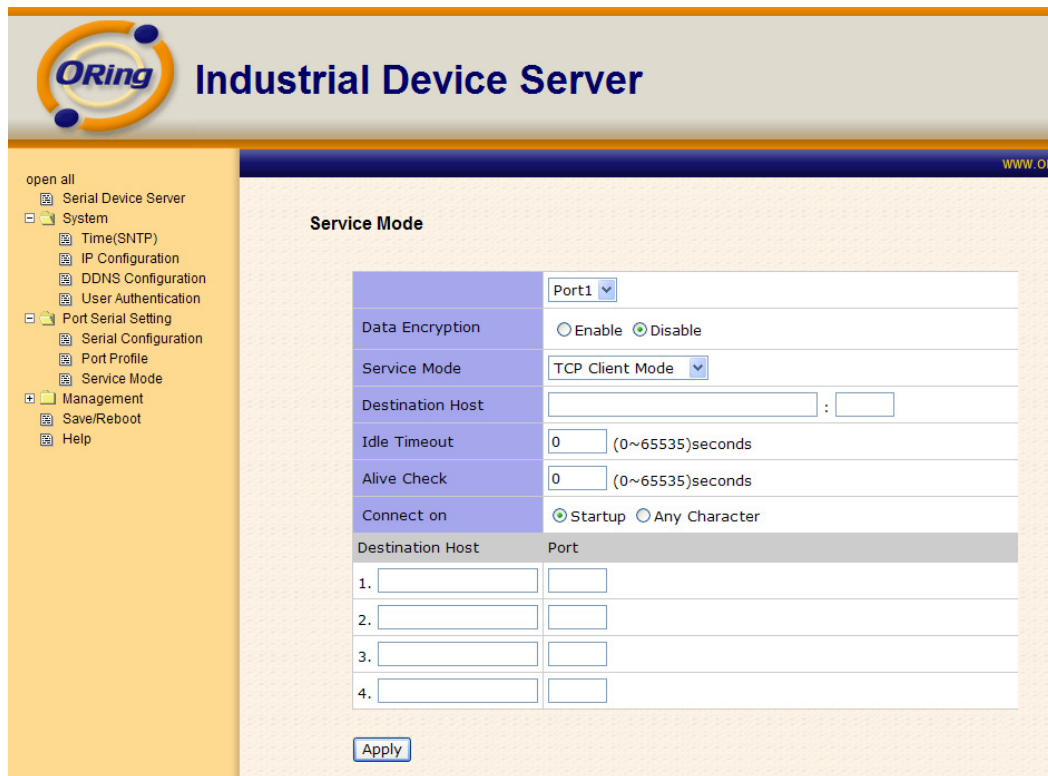 ORing
Industrial Device Server
www.o
open all
Serial Device Server
System
Time(SNTP)
IP Configuration
DDNS Configuration
User Authentication
Port Serial Setting
Serial Configuration
Port Profile
Service Mode
Management
Save/Reboot
Help
Service Mode
Port1
Data Encryption Enable Disable
Service Mode TCP Client Mode
Destination Host :
Idle Timeout 0 (0~65535)seconds
Alive Check 0 (0~65535)seconds
Connect on Startup Any Character
Destination Host Port
1.
2.
3.
4.
Apply